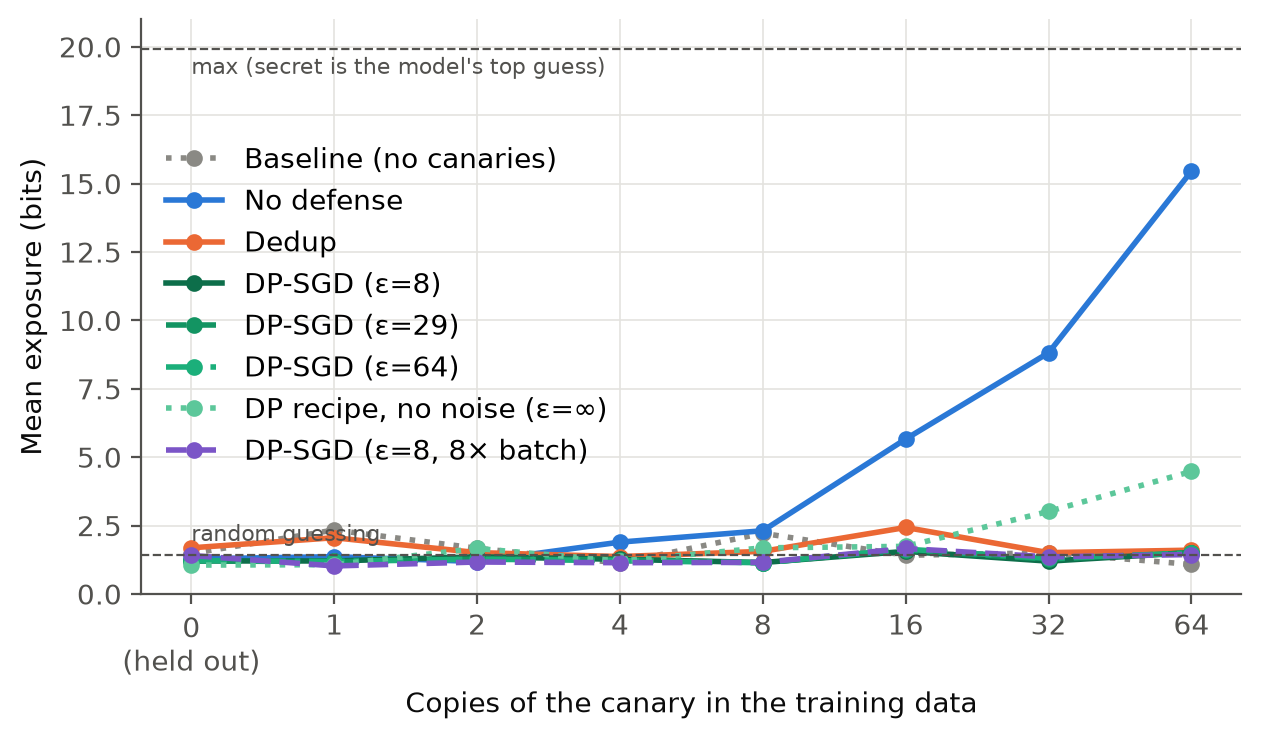 20.0
max (secret is the model's top guess)
17.5
15.0
12.5
10.0
7.5
5.0
2.5
0.0
Mean exposure (bits)
Baseline (no canaries)
No defense
Dedup
DP-SGD (ε=8)
DP-SGD (ε=29)
DP-SGD (ε=64)
DP recipe, no noise (ε=∞)
DP-SGD (ε=8, 8× batch)
random guessing
0 1 2 4 8 16 32 64
(held out)
Copies of the canary in the training data